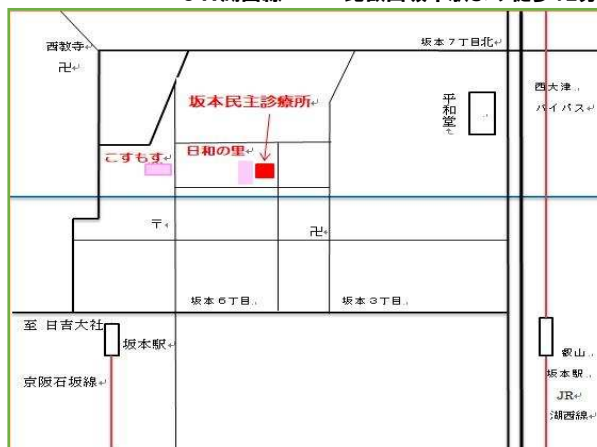 西教寺
坂本7丁目北
卍
坂本民主診療所
平和堂
西大津
バイパス
こすもす
日和の里
〒
卍
坂本6丁目
坂本3丁目
至 日吉大社
坂本駅
京阪石坂線
叡山
坂本駅
JR
湖西線